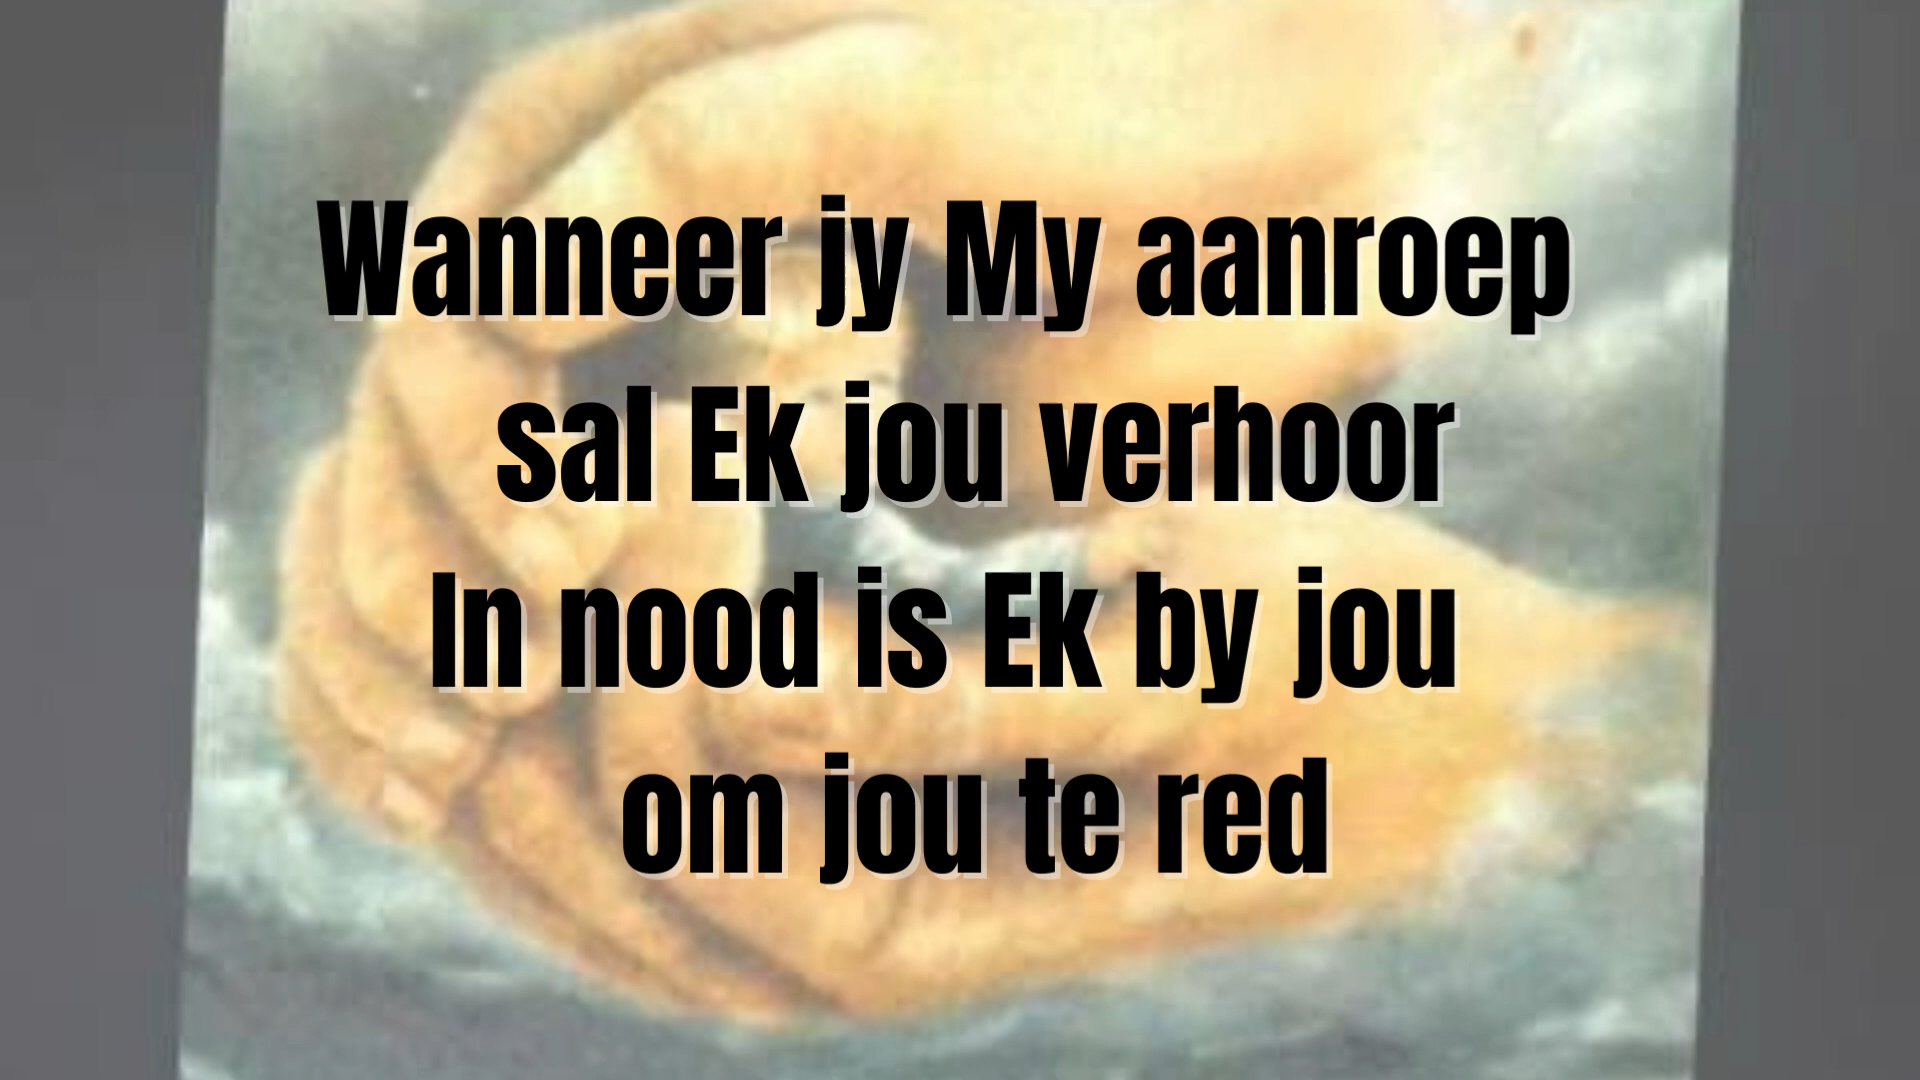 Wanneer jy My aanroep
sal Ek jou verhoor
In nood is Ek by jou
om jou te red